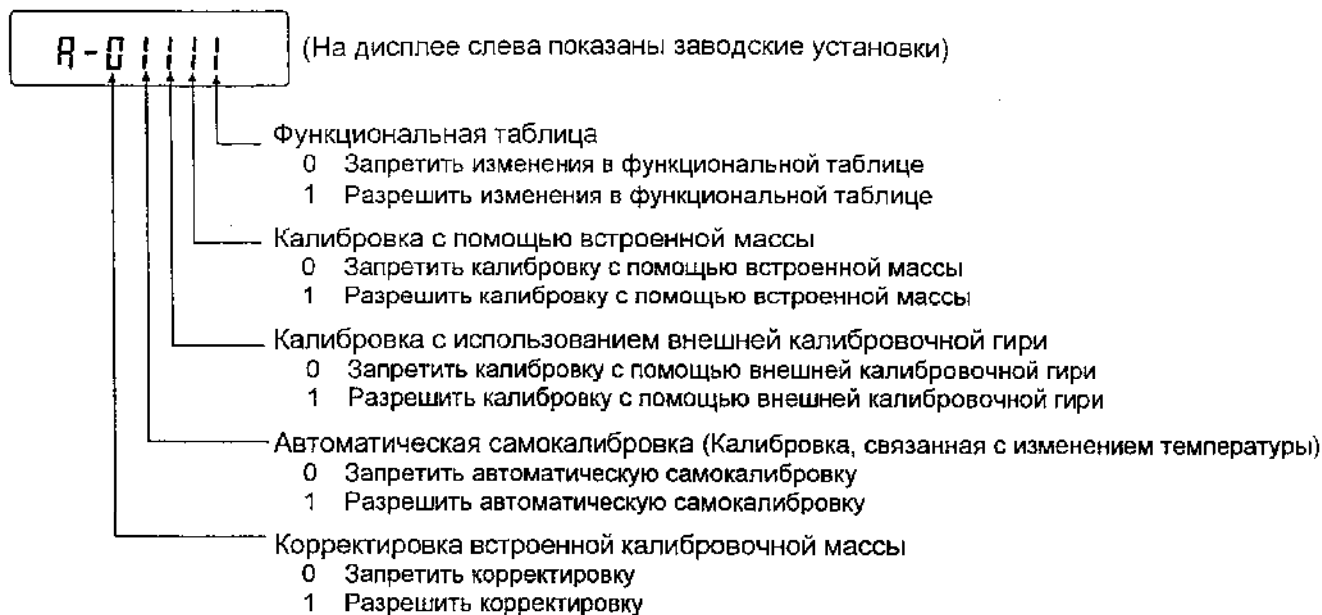 A-01111 (На дисплее слева показаны заводские установки)
Функциональная таблица
0 Запретить изменения в функциональной таблице
1 Разрешить изменения в функциональной таблице
Калибровка с помощью встроенной массы
0 Запретить калибровку с помощью встроенной массы
1 Разрешить калибровку с помощью встроенной массы
Калибровка с использованием внешней калибровочной гири
0 Запретить калибровку с помощью внешней калибровочной гири
1 Разрешить калибровку с помощью внешней калибровочной гири
Автоматическая самокалибровка (Калибровка, связанная с изменением температуры)
0 Запретить автоматическую самокалибровку
1 Разрешить автоматическую самокалибровку
Корректировка встроенной калибровочной массы
0 Запретить корректировку
1 Разрешить корректировку